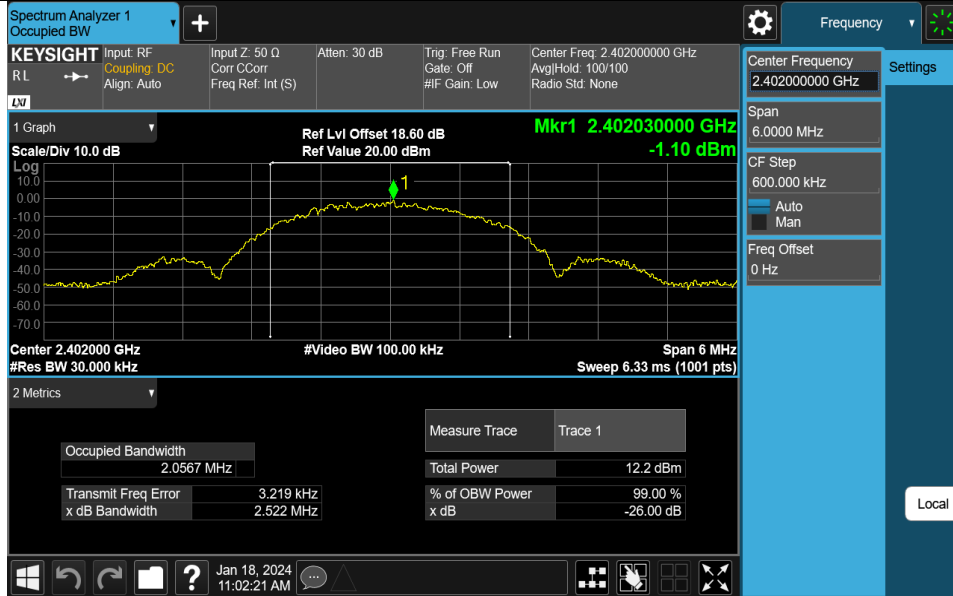 Spectrum Analyzer 1
Occupied BW
Frequency
KEYSIGHT
RL
LXI
Input: RF
Coupling: DC
Align: Auto
Input Z: 50 Ω
Corr CCorr
Freq Ref: Int (S)
Atten: 30 dB
Trig: Free Run
Gate: Off
#IF Gain: Low
Center Freq: 2.402000000 GHz
Avg|Hold: 100/100
Radio Std: None
1 Graph
Scale/Div 10.0 dB
Log
Ref Lvl Offset 18.60 dB
Ref Value 20.00 dBm
Mkr1 2.402030000 GHz
-1.10 dBm
1
10.0
0.00
-10.0
-20.0
-30.0
-40.0
-50.0
-60.0
-70.0
Center 2.402000 GHz
#Res BW 30.000 kHz
#Video BW 100.00 kHz
Span 6 MHz
Sweep 6.33 ms (1001 pts)
2 Metrics
Occupied Bandwidth
2.0567 MHz
Transmit Freq Error 3.219 kHz
x dB Bandwidth 2.522 MHz
Measure Trace Trace 1
Total Power 12.2 dBm
% of OBW Power 99.00 %
x dB -26.00 dB
Jan 18, 2024
11:02:21 AM
Center Frequency
2.402000000 GHz
Span
6.0000 MHz
CF Step
600.000 kHz
Auto
Man
Freq Offset
0 Hz
Settings
Local